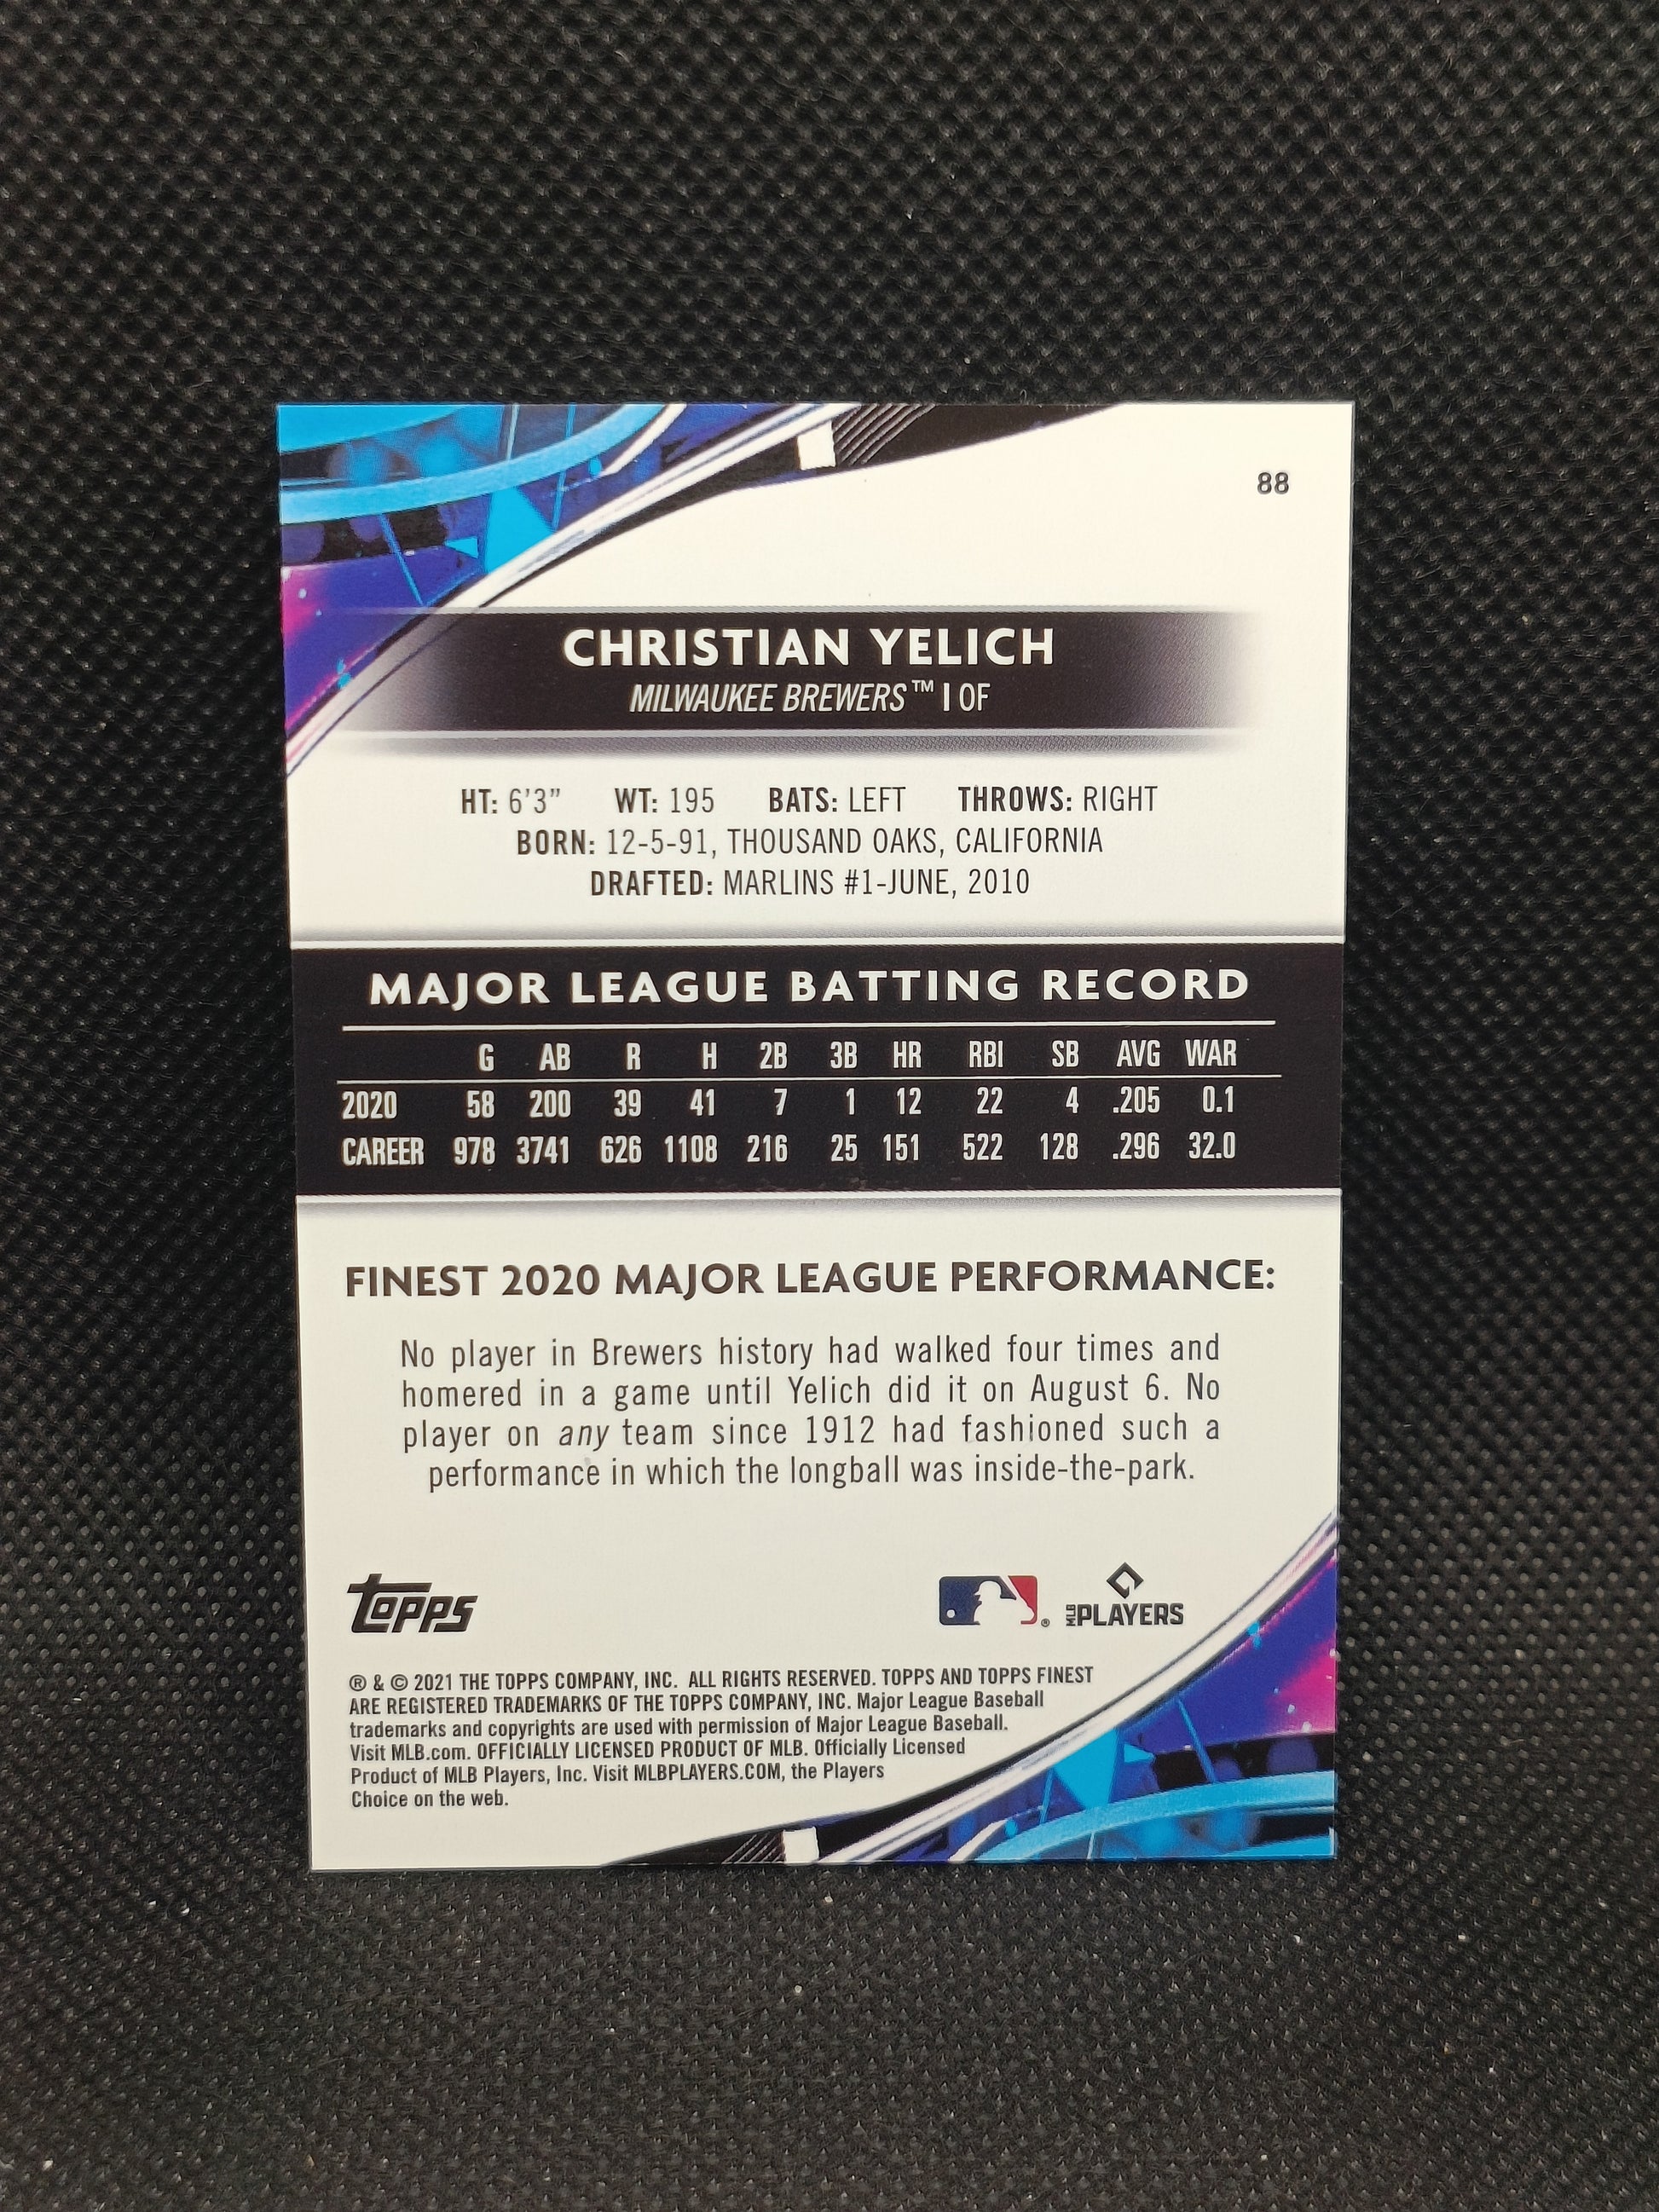 88
CHRISTIAN YELICH
MILWAUKEE BREWERS™ | OF
HT: 6'3" WT: 195 BATS: LEFT THROWS: RIGHT
BORN: 12-5-91, THOUSAND OAKS, CALIFORNIA
DRAFTED: MARLINS #1-JUNE, 2010
MAJOR LEAGUE BATTING RECORD
G AB R H 2B 3B HR RBI SB AVG WAR
2020 58 200 39 41 7 1 12 22 4 .205 0.1
CAREER 978 3741 626 1108 216 25 151 522 128 .296 32.0
FINEST 2020 MAJOR LEAGUE PERFORMANCE:
No player in Brewers history had walked four times and
homered in a game until Yelich did it on August 6. No
player on any team since 1912 had fashioned such a
performance in which the longball was inside-the-park.
Topps
® MLB PLAYERS
® & © 2021 THE TOPPS COMPANY, INC. ALL RIGHTS RESERVED. TOPPS AND TOPPS FINEST
ARE REGISTERED TRADEMARKS OF THE TOPPS COMPANY, INC. Major League Baseball
trademarks and copyrights are used with permission of Major League Baseball.
Visit MLB.com. OFFICIALLY LICENSED PRODUCT OF MLB. Officially Licensed
Product of MLB Players, Inc. Visit MLBPLAYERS.COM, the Players
Choice on the web.